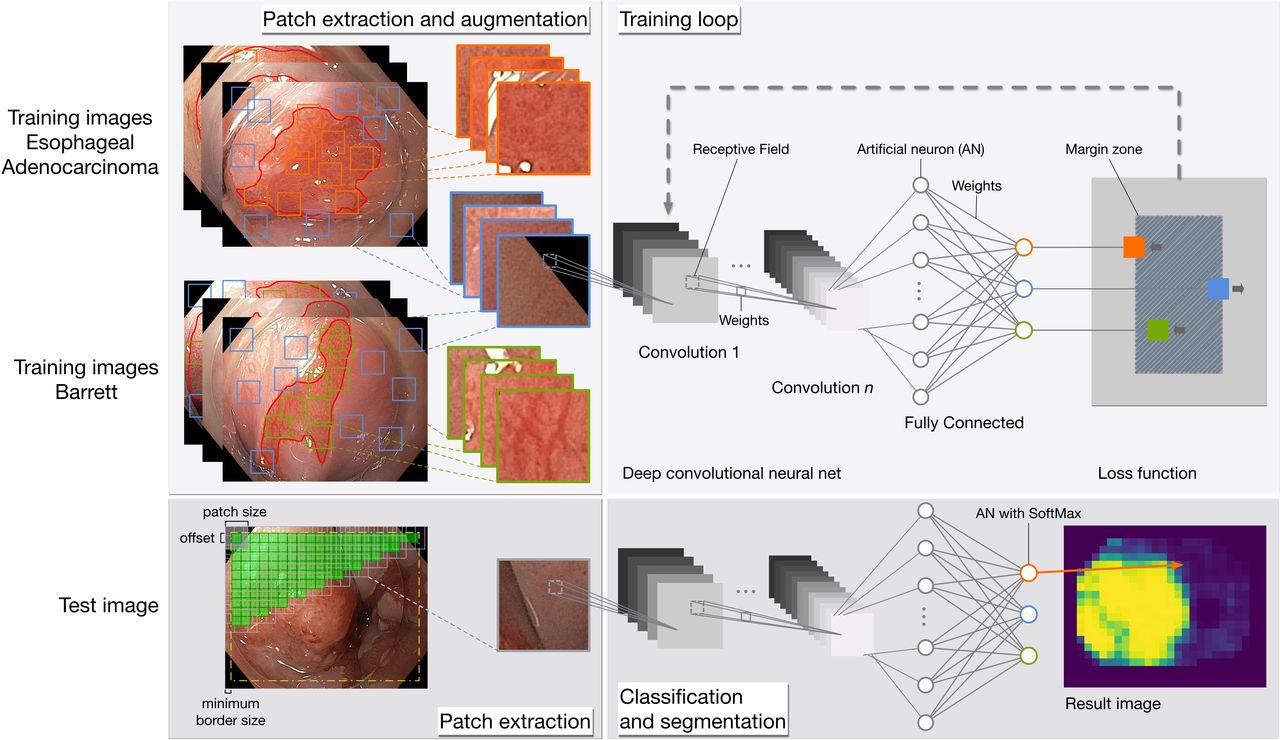 Patch extraction and augmentation
Training loop
Training images
Esophageal
Adenocarcinoma
Receptive Field
Artificial neuron (AN)
Margin zone
Weights
Weights
Convolution 1
Training images
Barrett
Convolution n
Fully Connected
Deep convolutional neural net
Loss function
patch size
offset
AN with SoftMax
Test image
minimum
border size
Patch extraction
Classification
and segmentation
Result image